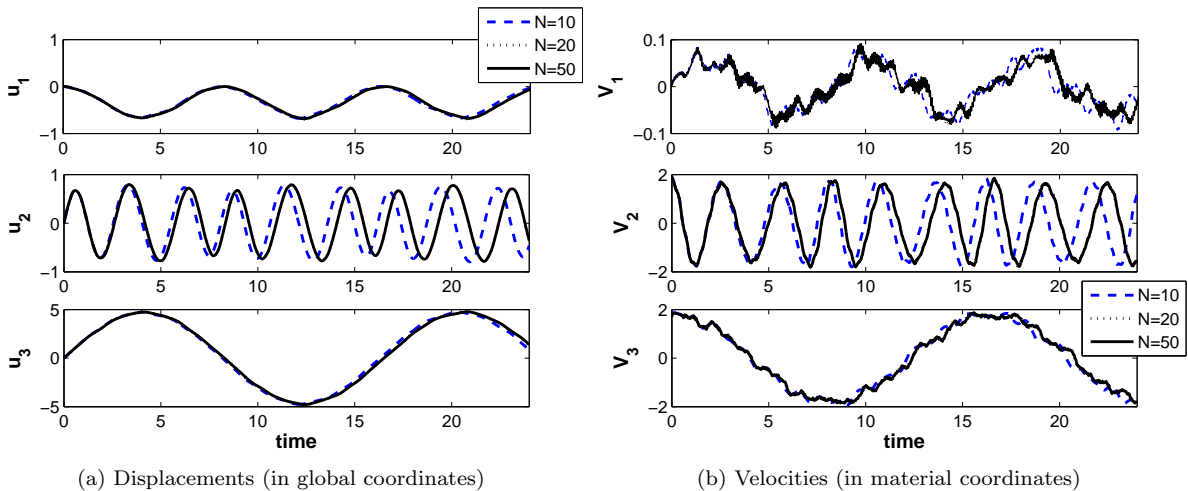 N=10
N=20
N=50
1
0
−1
u1
0 5 10 15 20
1
0
−1
u2
0 5 10 15 20
5
0
−5
u3
0 5 10 15 20
time
(a) Displacements (in global coordinates)
0.1
0
−0.1
V1
0 5 10 15 20
2
0
−2
V2
0 5 10 15 20
N=10
N=20
N=50
2
0
−2
V3
0 5 10 15 20
time
(b) Velocities (in material coordinates)